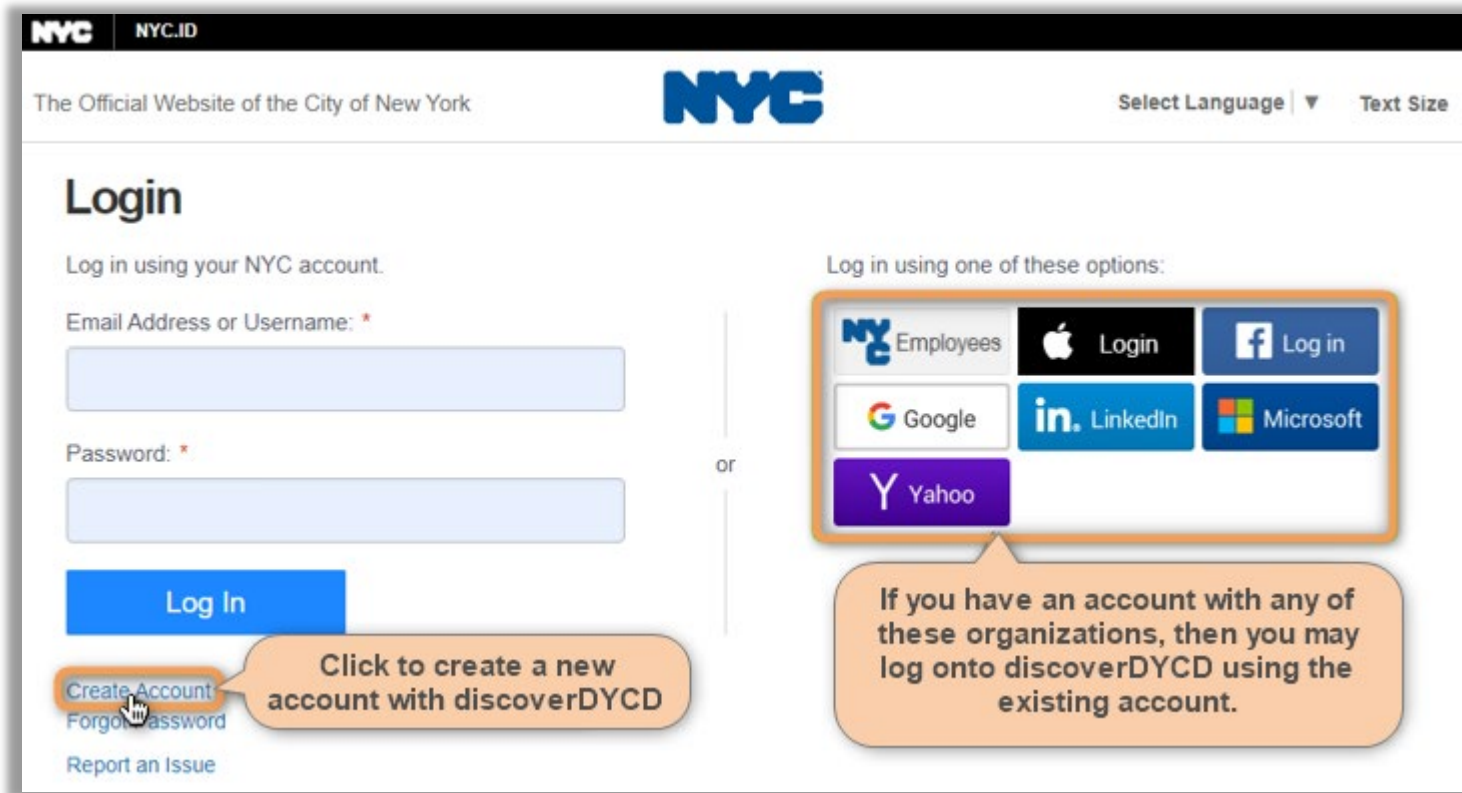 NYC NYC.ID
The Official Website of the City of New York NYC Select Language ▼ Text Size
Login
Log in using your NYC account.
Email Address or Username: *
Password: *
Log In
Create Account
Forgot Password
Report an Issue
Click to create a new
account with discoverDYCD
or
Log in using one of these options:
NYC Employees Login Log in
Google in. LinkedIn Microsoft
Y Yahoo
If you have an account with any of
these organizations, then you may
log onto discoverDYCD using the
existing account.